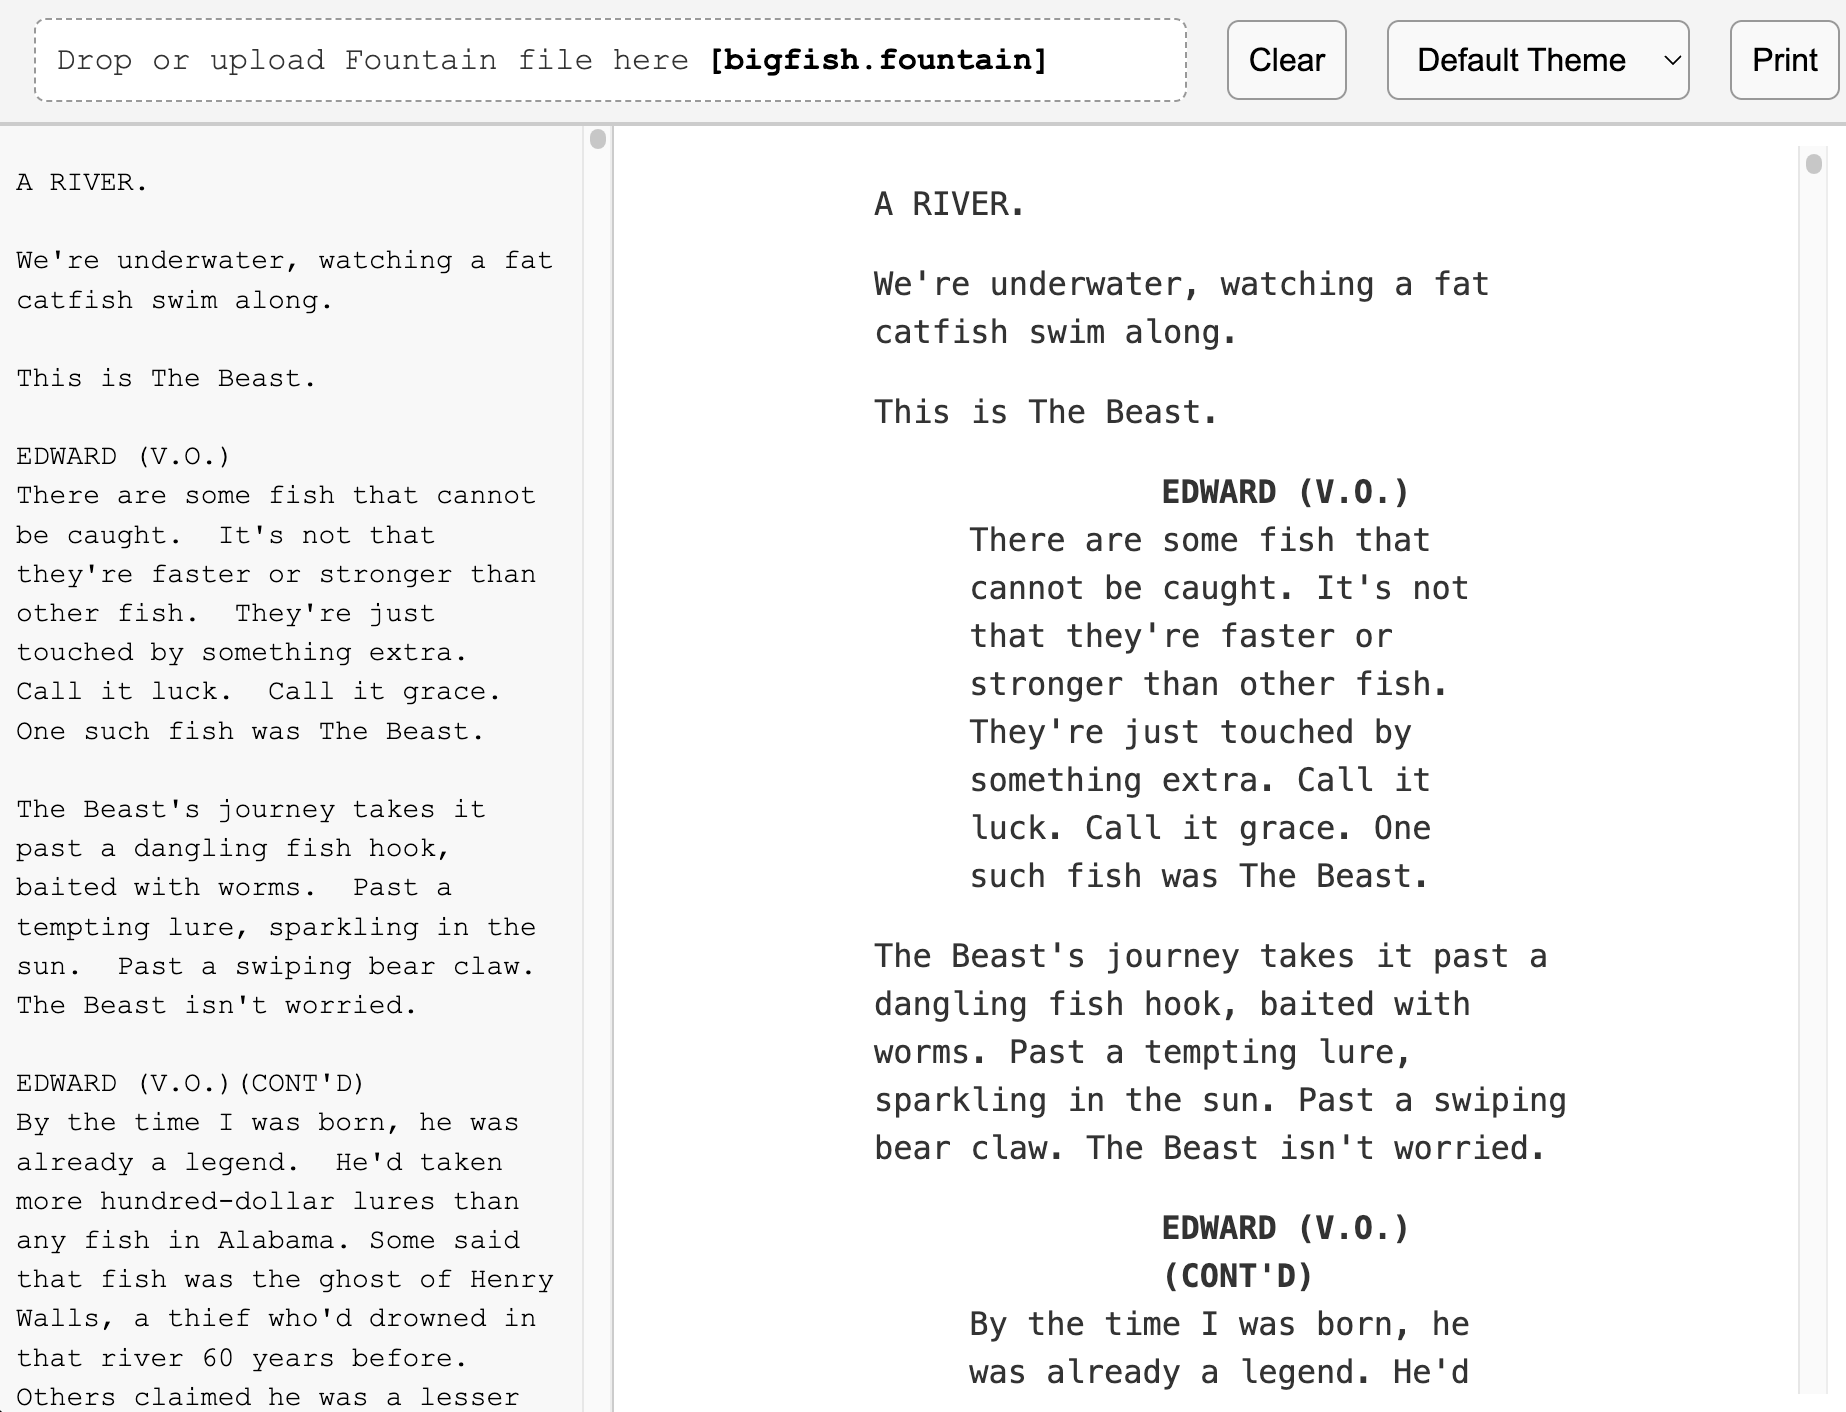 Drop or upload Fountain file here [bigfish.fountain]
Clear
Default Theme
Print
A RIVER.
We're underwater, watching a fat
catfish swim along.
This is The Beast.
EDWARD (V.O.)
There are some fish that cannot
be caught.  It's not that
they're faster or stronger than
other fish.  They're just
touched by something extra.
Call it luck.  Call it grace.
One such fish was The Beast.
The Beast's journey takes it
past a dangling fish hook,
baited with worms.  Past a
tempting lure, sparkling in the
sun.  Past a swiping bear claw.
The Beast isn't worried.
EDWARD (V.O.)(CONT'D)
By the time I was born, he was
already a legend.  He'd taken
more hundred-dollar lures than
any fish in Alabama. Some said
that fish was the ghost of Henry
Walls, a thief who'd drowned in
that river 60 years before.
Others claimed he was a lesser
A RIVER.
We're underwater, watching a fat
catfish swim along.
This is The Beast.
EDWARD (V.O.)
There are some fish that
cannot be caught. It's not
that they're faster or
stronger than other fish.
They're just touched by
something extra. Call it
luck. Call it grace. One
such fish was The Beast.
The Beast's journey takes it past a
dangling fish hook, baited with
worms. Past a tempting lure,
sparkling in the sun. Past a swiping
bear claw. The Beast isn't worried.
EDWARD (V.O.)
(CONT'D)
By the time I was born, he
was already a legend. He'd